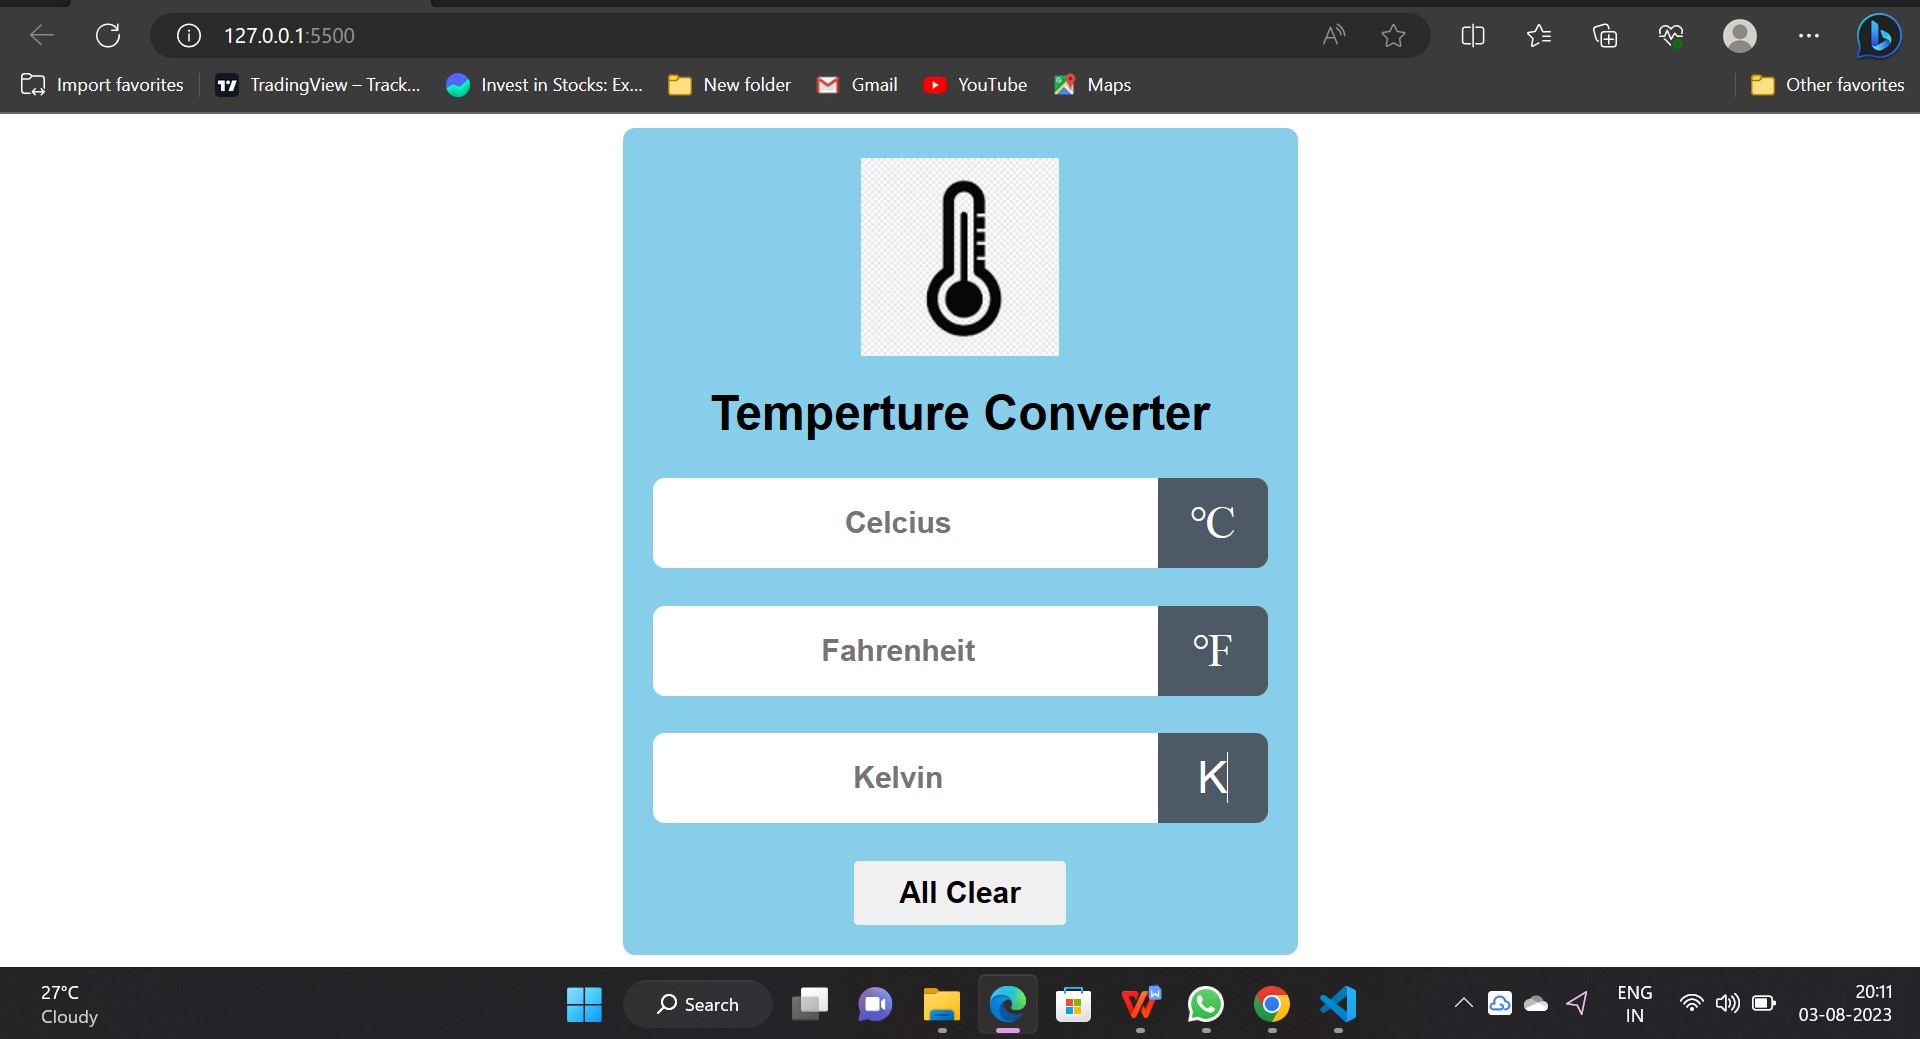 127.0.0.1:5500
Import favorites
TradingView – Track...
Invest in Stocks: Ex...
New folder
Gmail
YouTube
Maps
Other favorites
Temperture Converter
Celcius
°C
Fahrenheit
°F
Kelvin
K
All Clear
27°C
Cloudy
Search
ENG
IN
20:11
03-08-2023